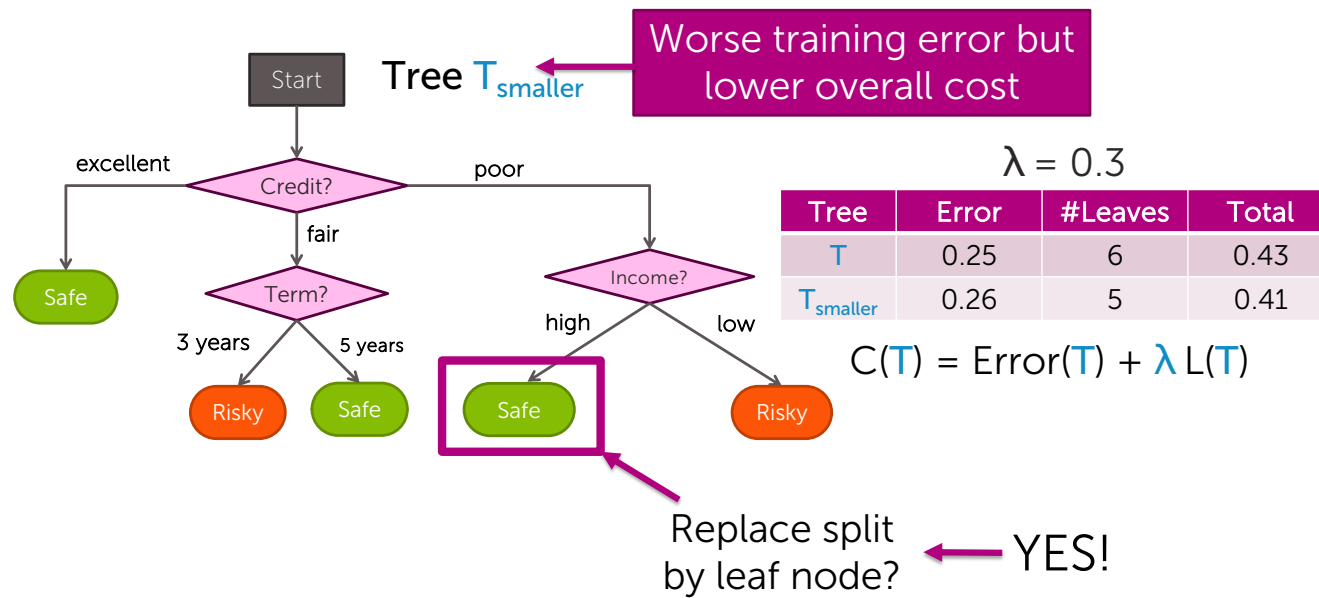 Start
Tree T_smaller
Worse training error but
lower overall cost
excellent
Credit?
poor
fair
λ = 0.3
Tree Error #Leaves Total
T 0.25 6 0.43
T_smaller 0.26 5 0.41
C(T) = Error(T) + λ L(T)
Safe
Term?
Income?
3 years
5 years
high
low
Risky
Safe
Safe
Risky
Replace split
by leaf node?
YES!